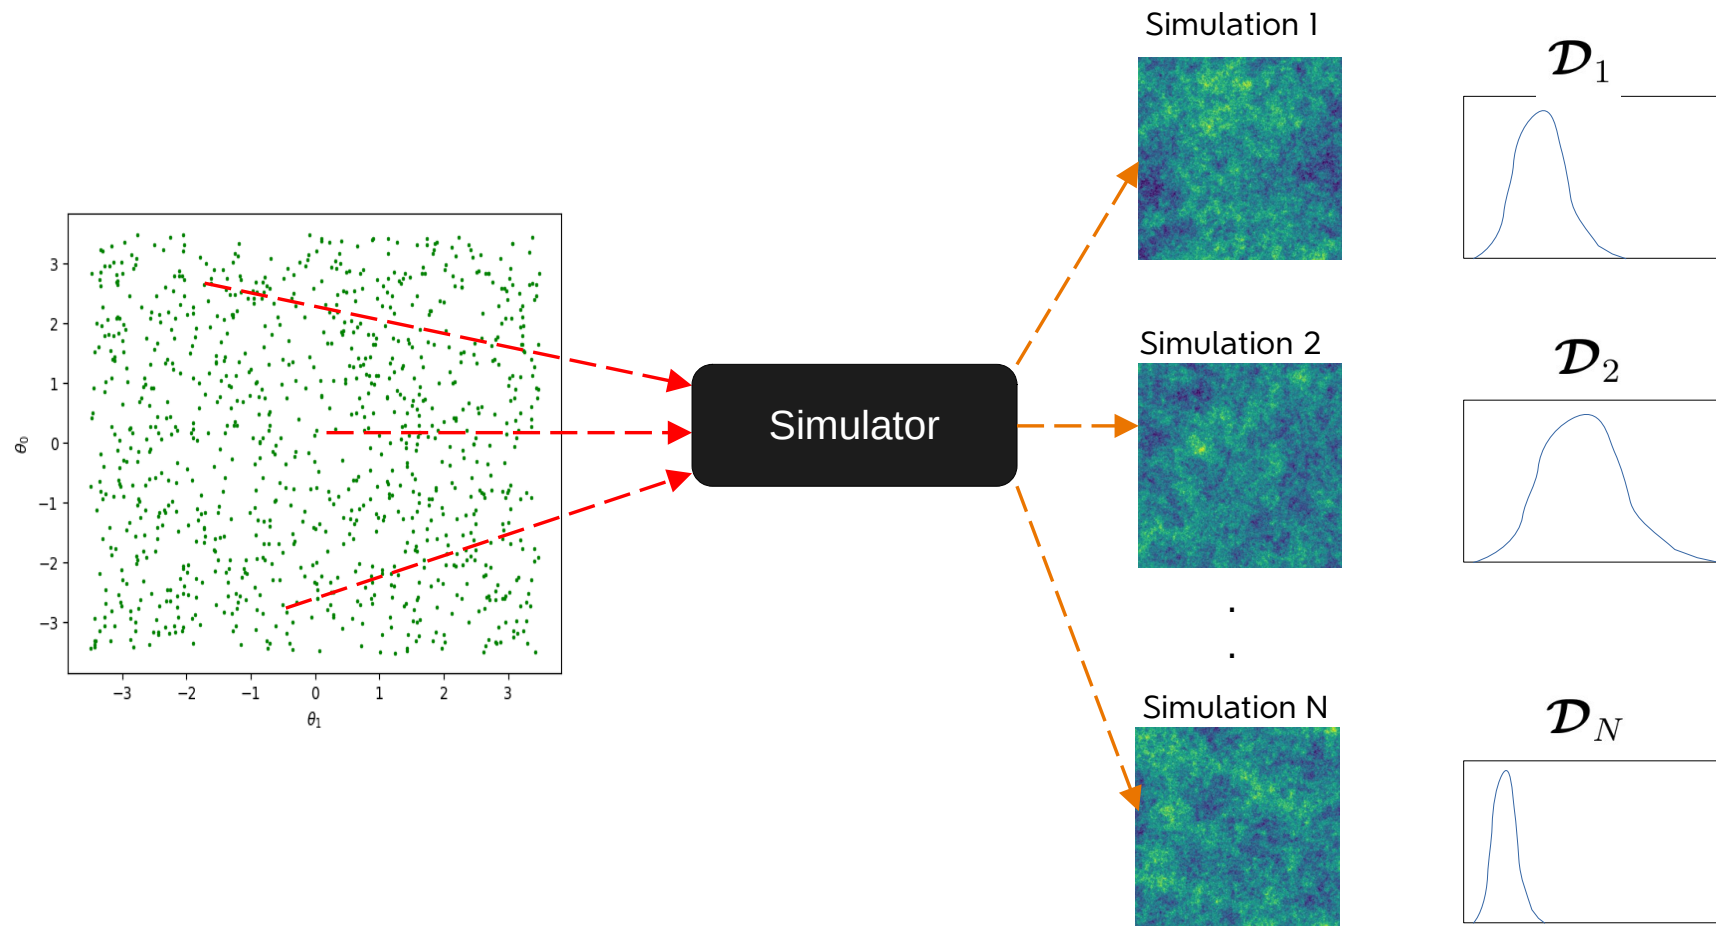 3
2
1
0
−1
−2
−3
θ₀
−3 −2 −1 0 1 2 3
θ₁
Simulator
Simulation 1
𝓓₁
Simulation 2
𝓓₂
.
.
Simulation N
𝓓_N